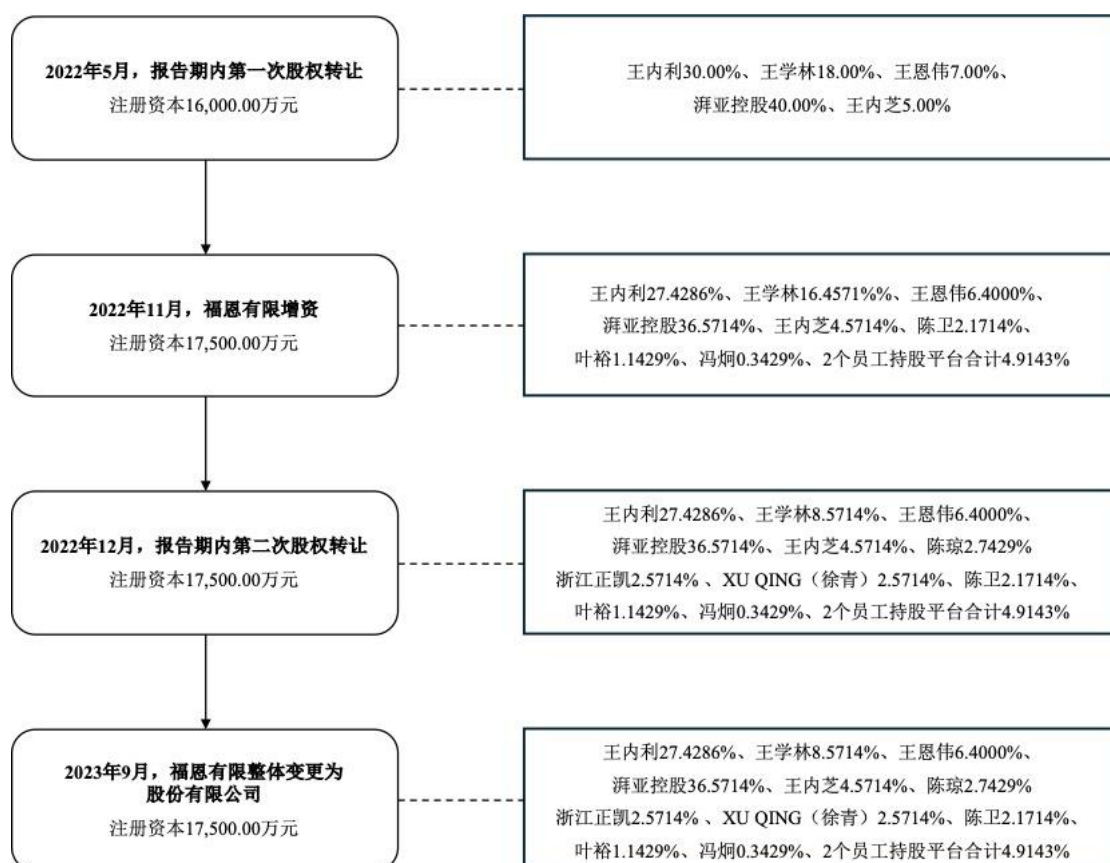 2022年5月，报告期内第一次股权转让
注册资本16,000.00万元
王内利30.00%、王学林18.00%、王恩伟7.00%、
湃亚控股40.00%、王内芝5.00%
2022年11月，福恩有限增资
注册资本17,500.00万元
王内利27.4286%、王学林16.4571%%、王恩伟6.4000%、
湃亚控股36.5714%、王内芝4.5714%、陈卫2.1714%、
叶裕1.1429%、冯炯0.3429%、2个员工持股平台合计4.9143%
2022年12月，报告期内第二次股权转让
注册资本17,500.00万元
王内利27.4286%、王学林8.5714%、王恩伟6.4000%、
湃亚控股36.5714%、王内芝4.5714%、陈琼2.7429%
浙江正凯2.5714% 、XU QING（徐青）2.5714%、陈卫2.1714%、
叶裕1.1429%、冯炯0.3429%、2个员工持股平台合计4.9143%
2023年9月，福恩有限整体变更为
股份有限公司
注册资本17,500.00万元
王内利27.4286%、王学林8.5714%、王恩伟6.4000%、
湃亚控股36.5714%、王内芝4.5714%、陈琼2.7429%
浙江正凯2.5714% 、XU QING（徐青）2.5714%、陈卫2.1714%、
叶裕1.1429%、冯炯0.3429%、2个员工持股平台合计4.9143%